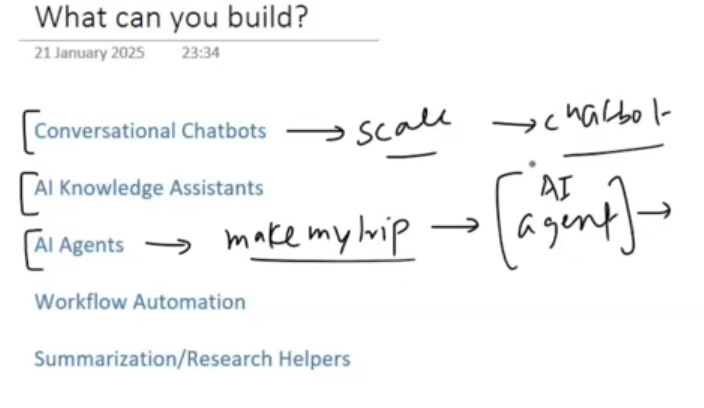 What can you build?
21 January 2025 23:34
Conversational Chatbots → scale → chatbot
AI Knowledge Assistants
AI Agents → makemytrip → [AI agent] →
Workflow Automation
Summarization/Research Helpers